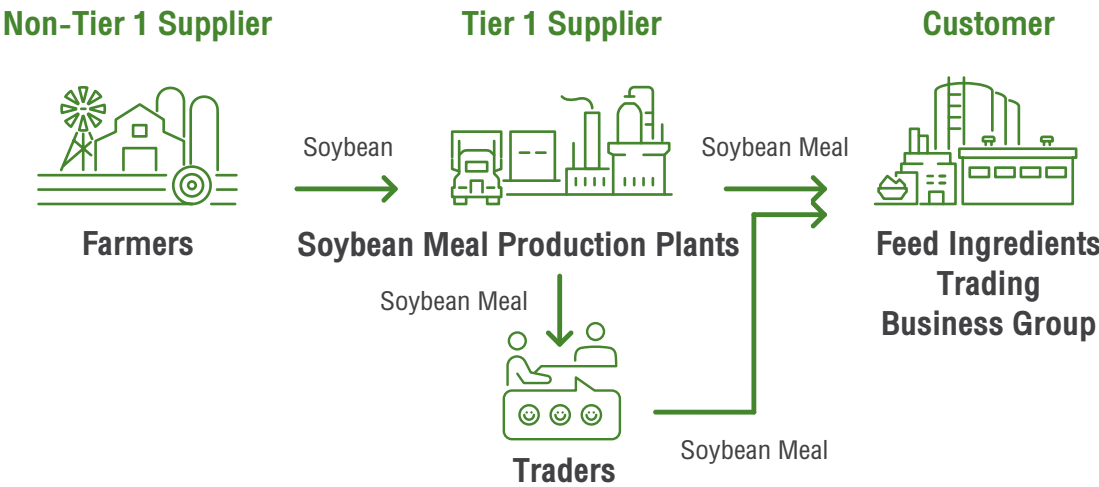 Non-Tier 1 Supplier
Tier 1 Supplier
Customer
Soybean
Soybean Meal
Farmers
Soybean Meal Production Plants
Feed Ingredients
Trading
Business Group
Soybean Meal
Traders
Soybean Meal